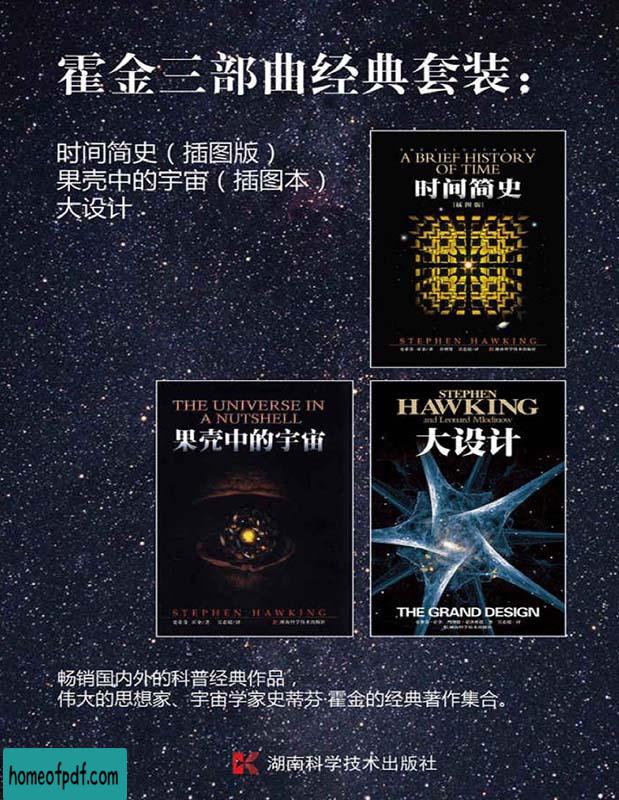 霍金三部曲经典套装：
时间简史（插图版）
果壳中的宇宙（插图本）
大设计
A BRIEF HISTORY
OF TIME
时间简史
[插图版]
STEPHEN HAWKING
THE UNIVERSE IN
A NUTSHELL
果壳中的宇宙
STEPHEN HAWKING
STEPHEN
HAWKING
and Leonard Mlodinow
大设计
THE GRAND DESIGN
畅销国内外的科普经典作品，
伟大的思想家、宇宙学家史蒂芬·霍金的经典著作集合。
湖南科学技术出版社
homeofpdf.com